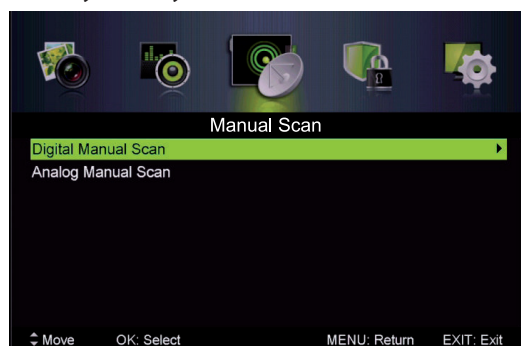 Manual Scan
Digital Manual Scan
Analog Manual Scan
Move OK: Select MENU: Return EXIT: Exit